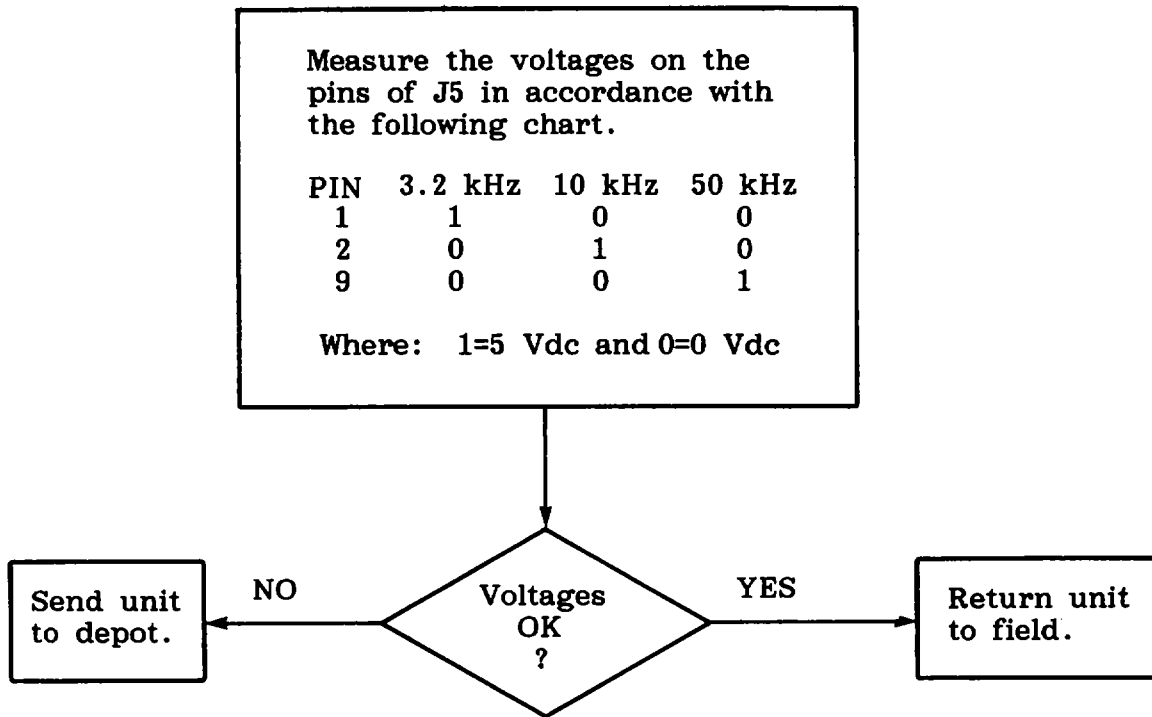 Measure the voltages on the
pins of J5 in accordance with
the following chart.
PIN 3.2 kHz 10 kHz 50 kHz
1 1 0 0
2 0 1 0
9 0 0 1
Where: 1=5 Vdc and 0=0 Vdc
Voltages
OK
?
NO
Send unit
to depot.
YES
Return unit
to field.